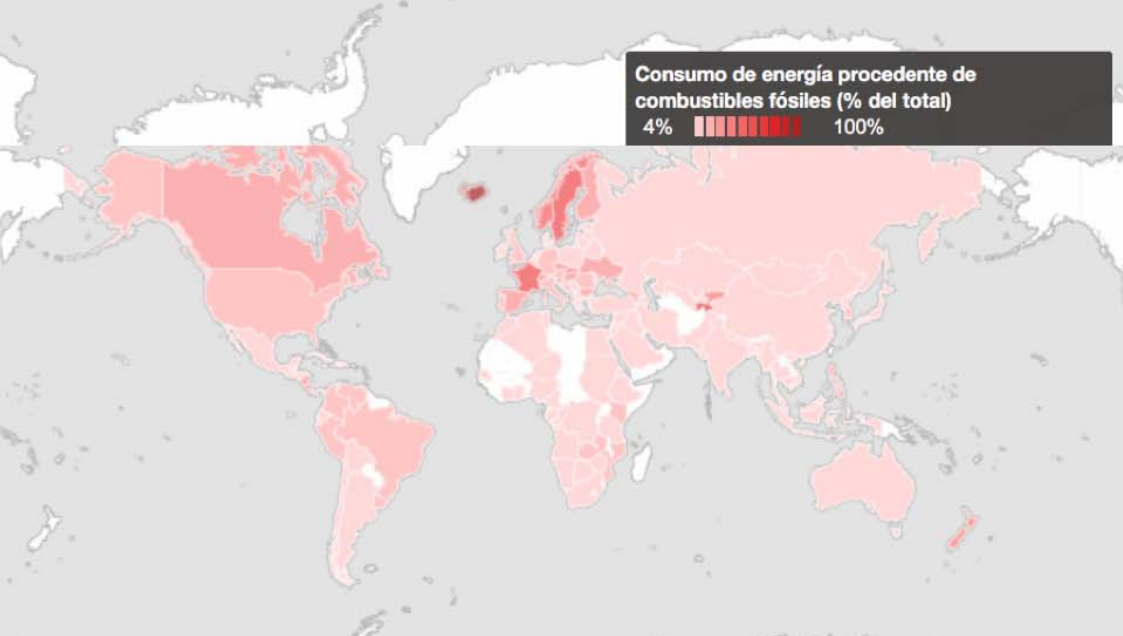 Consumo de energía procedente de
combustibles fósiles (% del total)
4% 100%